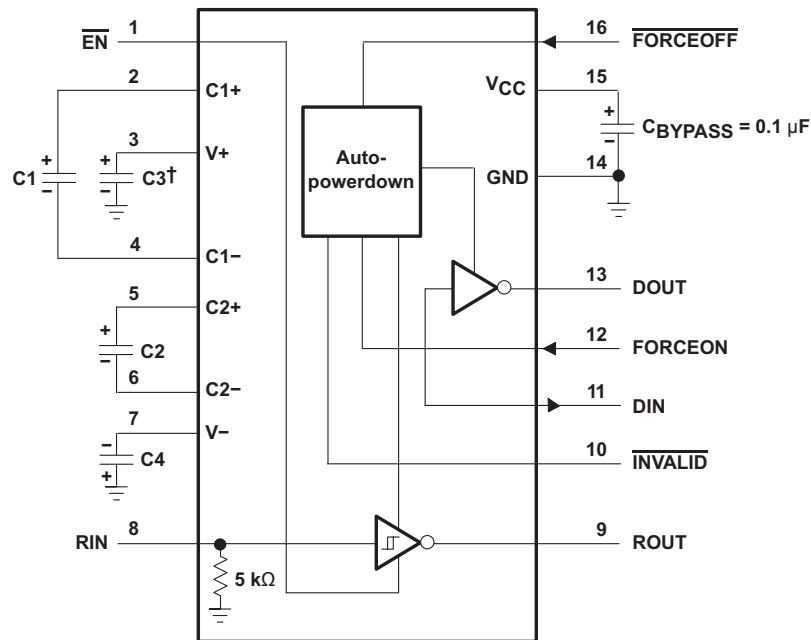 1
EN
2
C1+
3
V+
+
−
C1
+
−
C3†
4
C1−
5
C2+
+
−
C2
6
C2−
7
V−
−
+
C4
8
RIN
5 kΩ
Auto-
powerdown
16
FORCEOFF
15
VCC
+
−
CBYPASS = 0.1 µF
14
GND
13
DOUT
12
FORCEON
11
DIN
10
INVALID
9
ROUT